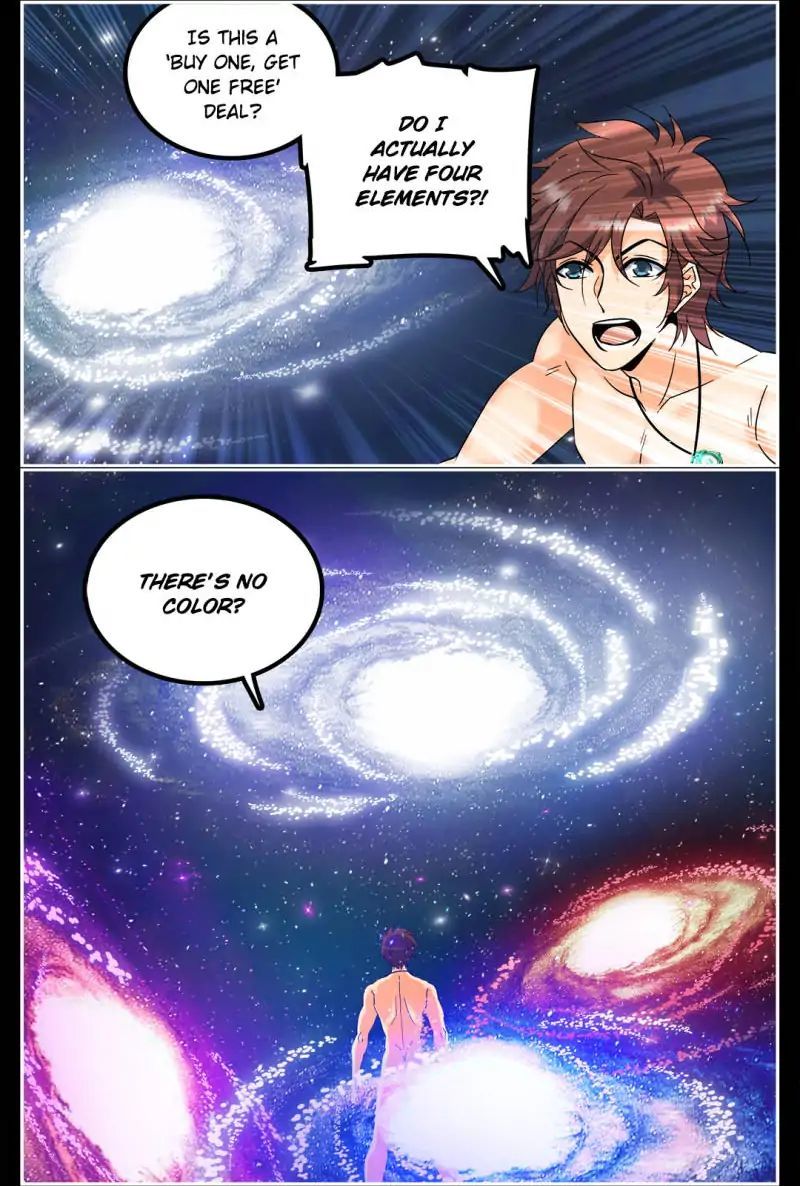 IS THIS A
'BUY ONE, GET
ONE FREE'
DEAL?
DO I
ACTUALLY
HAVE FOUR
ELEMENTS?!
THERE'S NO
COLOR?